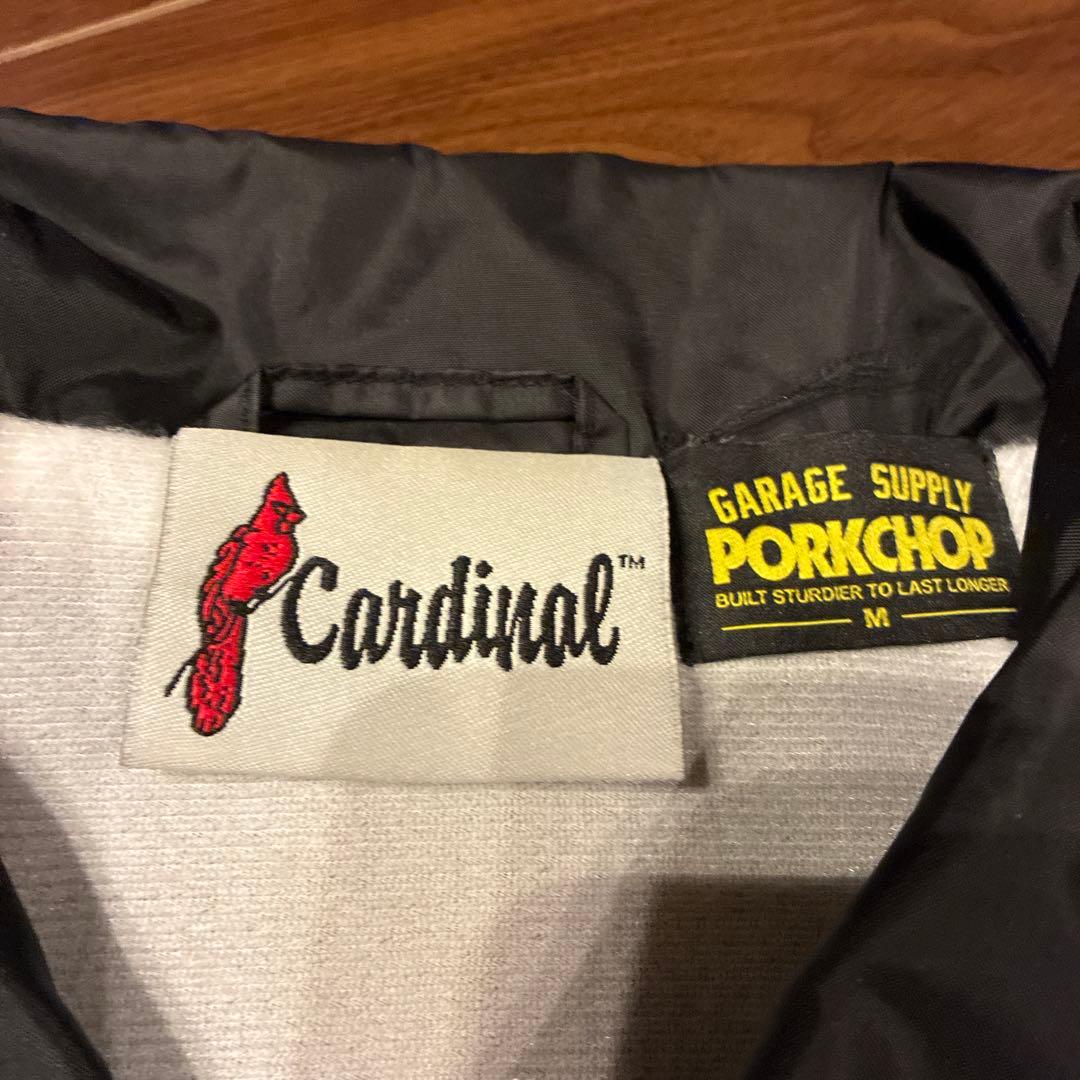 Cardinal™
GARAGE SUPPLY
PORKCHOP
BUILT STURDIER TO LAST LONGER
M